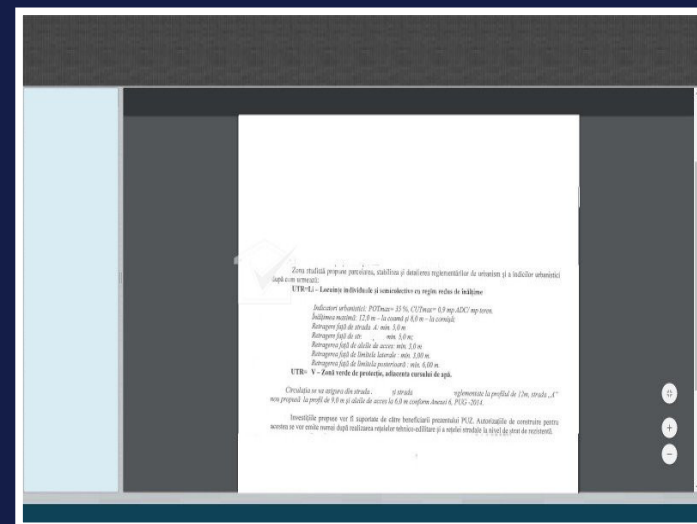 Zona studiată propune parcelarea, stabilirea și detalierea reglementărilor de urbanism și a indicilor urbanistici
după cum urmează:
UTR=Li – Locuințe individuale și semicolective cu regim redus de înălțime
Indicatori urbanistici: POTmax= 35 %, CUTmax= 0,9 mp.ADC/ mp teren.
Înălțimea maximă: 12,0 m – la coamă și 8,0 m – la cornișă;
Retragere față de strada A: min. 5,0 m
Retragere față de str. , min. 5,0 m;
Retragerea față de aleile de acces: min. 5,0 m
Retragerea față de limitele laterale : min. 3,00 m.
Retragerea față de limitele posterioară : min. 6,00 m.
UTR= V – Zonă verde de protecție, adiacenta cursului de apă.
Circulația se va asigura din strada . și strada reglementate la profilul de 12m, strada „A”
nou propusă la profil de 9,0 m și aleile de acces la 6,0 m conform Anexei 6, PUG -2014.
Investițiile propuse vor fi suportate de către beneficiarii prezentului PUZ. Autorizațiile de construire pentru
acestea se vor emite numai după realizarea rețelelor tehnico-edilitare și a rețelei stradale la nivel de strat de rezistență.